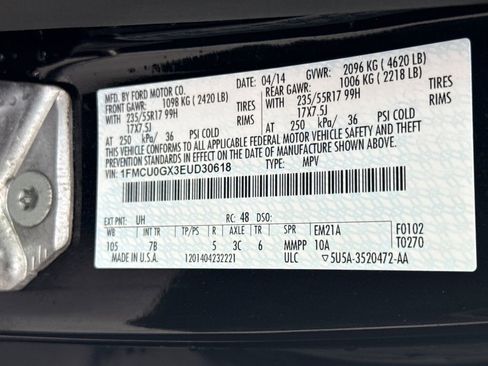 MFD. BY FORD MOTOR CO.
DATE: 04/14 GVWR: 2096 KG (4620 LB)
FRONT GAWR: 1098 KG (2420 LB) REAR GAWR: 1006 KG (2218 LB)
WITH 235/55R17 99H TIRES WITH 235/55R17 99H TIRES
17X7.5J RIMS 17X7.5J RIMS
AT 250 kPa/ 36 PSI COLD AT 250 kPa/ 36 PSI COLD
THIS VEHICLE CONFORMS TO ALL APPLICABLE FEDERAL MOTOR VEHICLE SAFETY AND THEFT
PREVENTION STANDARDS IN EFFECT ON THE DATE OF MANUFACTURE SHOWN ABOVE.
VIN: 1FMCU0GX3EUD30618 TYPE: MPV
EXT PNT: UH RC: 48 DSO:
WB TP/PS R AXLE TR SPR EM21A F0102
105 7B 5 3C 6 MMPP 10A T0270
MADE IN U.S.A. 1201404232221 ULC ▽5U5A-3520472-AA